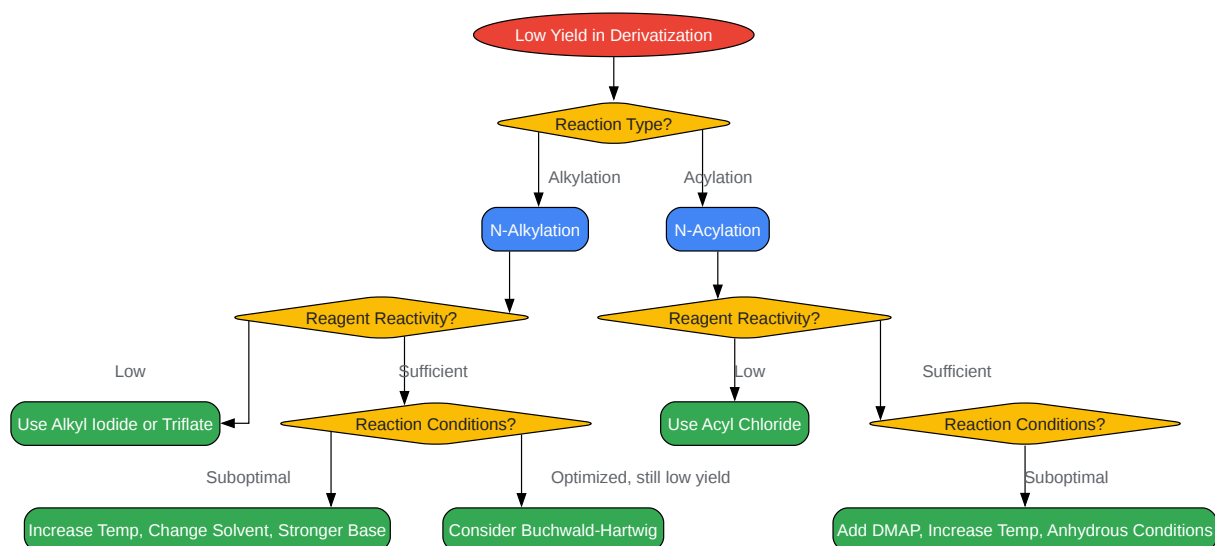 Low Yield in Derivatization
Reaction Type?
Alkylation
Acylation
N-Alkylation
N-Acylation
Reagent Reactivity?
Reagent Reactivity?
Low
Sufficient
Low
Sufficient
Use Alkyl Iodide or Triflate
Reaction Conditions?
Use Acyl Chloride
Reaction Conditions?
Suboptimal
Optimized, still low yield
Suboptimal
Increase Temp, Change Solvent, Stronger Base
Consider Buchwald-Hartwig
Add DMAP, Increase Temp, Anhydrous Conditions